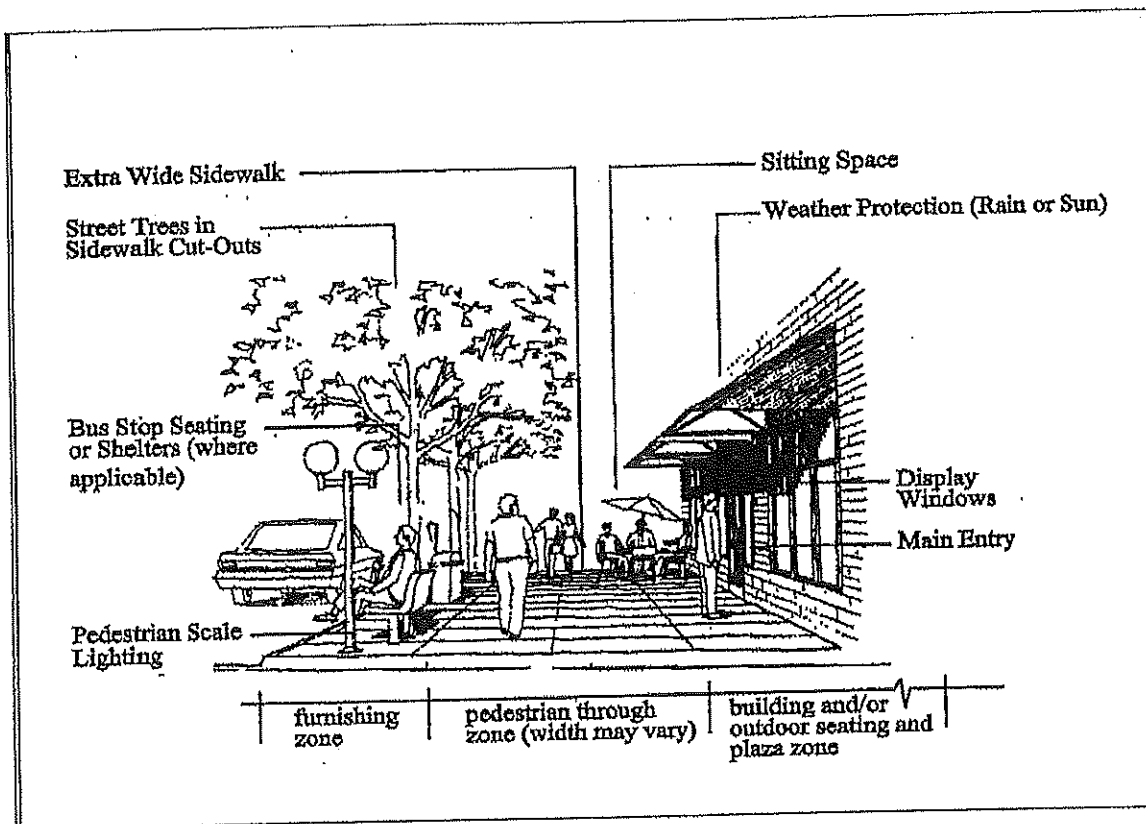 Extra Wide Sidewalk
Street Trees in
Sidewalk Cut-Outs
Bus Stop Seating
or Shelters (where
applicable)
Pedestrian Scale
Lighting
Sitting Space
Weather Protection (Rain or Sun)
Display
Windows
Main Entry
furnishing
zone
pedestrian through
zone (width may vary)
building and/or
outdoor seating and
plaza zone